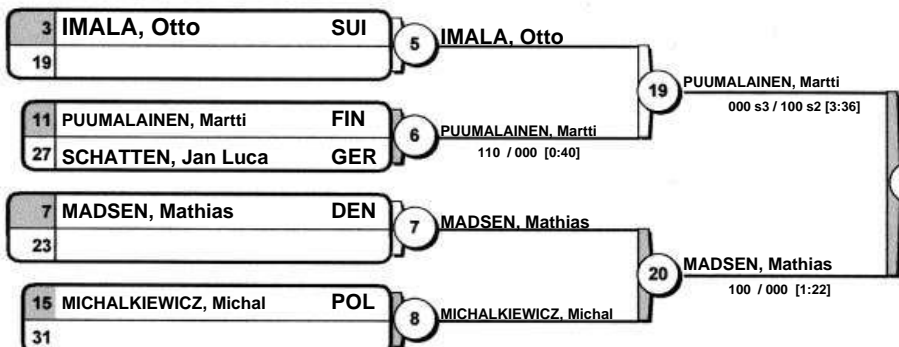 3 IMALA, Otto SUI
19
5 IMALA, Otto
11 PUUMALAINEN, Martti FIN
27 SCHATTEN, Jan Luca GER
6 PUUMALAINEN, Martti
110 / 000 [0:40]
19 PUUMALAINEN, Martti
000 s3 / 100 s2 [3:36]
7 MADSEN, Mathias DEN
23
7 MADSEN, Mathias
15 MICHALKIEWICZ, Michal POL
31
8 MICHALKIEWICZ, Michal
20 MADSEN, Mathias
100 / 000 [1:22]